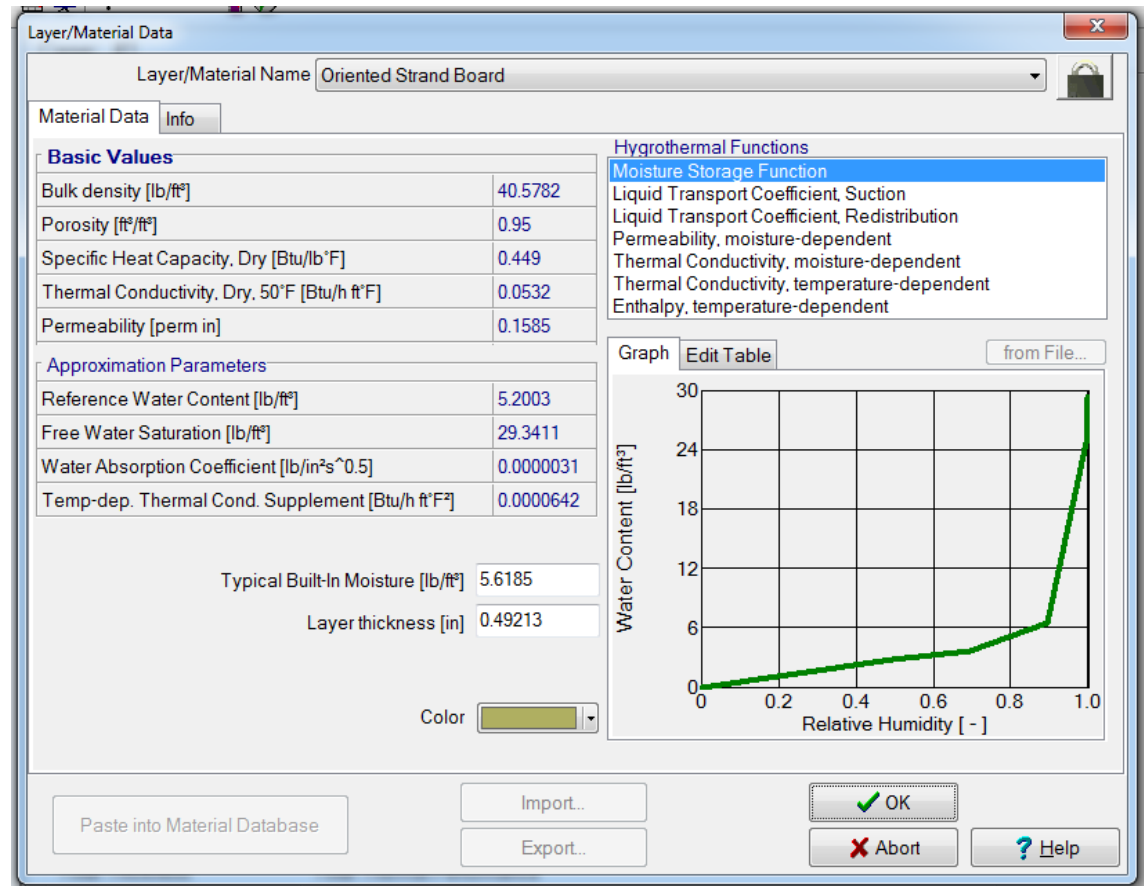 Layer/Material Data
Layer/Material Name Oriented Strand Board
Material Data Info
Basic Values
Bulk density [lb/ft³] 40.5782
Porosity [ft³/ft³] 0.95
Specific Heat Capacity, Dry [Btu/lb°F] 0.449
Thermal Conductivity, Dry, 50°F [Btu/h ft°F] 0.0532
Permeability [perm in] 0.1585
Approximation Parameters
Reference Water Content [lb/ft³] 5.2003
Free Water Saturation [lb/ft³] 29.3411
Water Absorption Coefficient [lb/in²s^0.5] 0.0000031
Temp-dep. Thermal Cond. Supplement [Btu/h ft°F²] 0.0000642
Typical Built-In Moisture [lb/ft³] 5.6185
Layer thickness [in] 0.49213
Color
Hygrothermal Functions
Moisture Storage Function
Liquid Transport Coefficient, Suction
Liquid Transport Coefficient, Redistribution
Permeability, moisture-dependent
Thermal Conductivity, moisture-dependent
Thermal Conductivity, temperature-dependent
Enthalpy, temperature-dependent
Graph Edit Table from File...
Water Content [lb/ft³]
30
24
18
12
6
0
0 0.2 0.4 0.6 0.8 1.0
Relative Humidity [ - ]
Paste into Material Database
Import...
Export...
OK
Abort
? Help